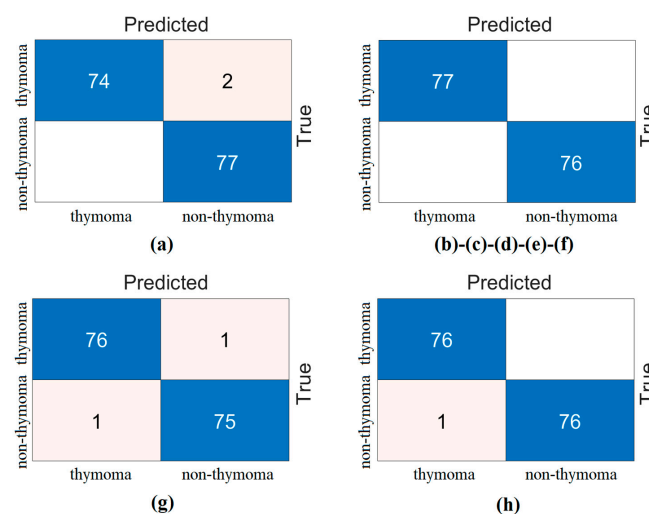 Predicted
Predicted
thymoma
74
2
thymoma
77
True
True
non-thymoma
77
non-thymoma
76
thymoma
non-thymoma
thymoma
non-thymoma
(a)
(b)-(c)-(d)-(e)-(f)
Predicted
Predicted
thymoma
76
1
thymoma
76
True
True
non-thymoma
1
75
non-thymoma
1
76
thymoma
non-thymoma
thymoma
non-thymoma
(g)
(h)